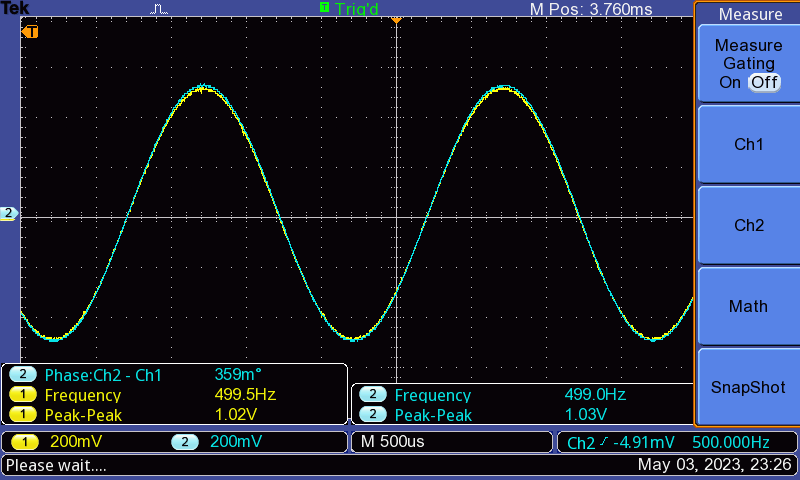 Tek T Trig'd M Pos: 3.760ms Measure
T
Measure
Gating
On Off
Ch1
2
Ch2
Math
SnapShot
2 Phase:Ch2 - Ch1 359m°
1 Frequency 499.5Hz 2 Frequency 499.0Hz
1 Peak-Peak 1.02V 2 Peak-Peak 1.03V
1 200mV 2 200mV M 500us Ch2 -4.91mV 500.000Hz
Please wait.... May 03, 2023, 23:26